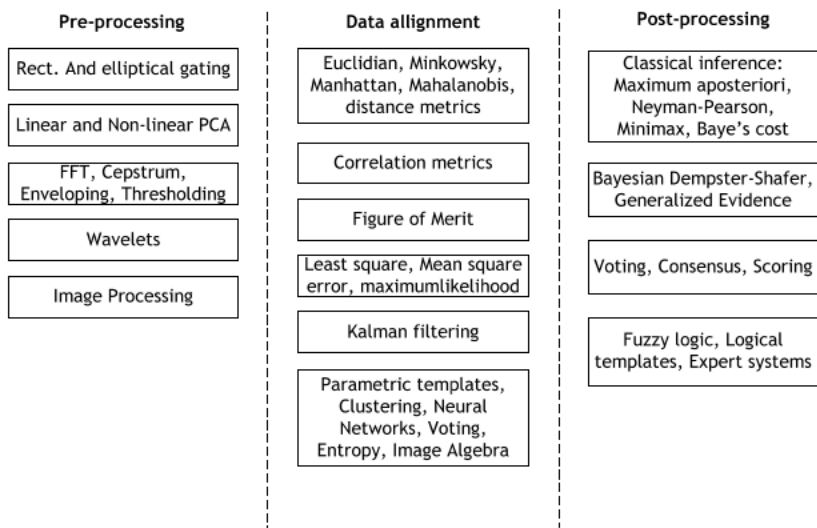 Pre-processing
Rect. And elliptical gating
Linear and Non-linear PCA
FFT, Cepstrum,
Enveloping, Thresholding
Wavelets
Image Processing
Data allignment
Euclidian, Minkowsky,
Manhattan, Mahalanobis,
distance metrics
Correlation metrics
Figure of Merit
Least square, Mean square
error, maximumlikelihood
Kalman filtering
Parametric templates,
Clustering, Neural
Networks, Voting,
Entropy, Image Algebra
Post-processing
Classical inference:
Maximum aposteriori,
Neyman-Pearson,
Minimax, Baye's cost
Bayesian Dempster-Shafer,
Generalized Evidence
Voting, Consensus, Scoring
Fuzzy logic, Logical
templates, Expert systems